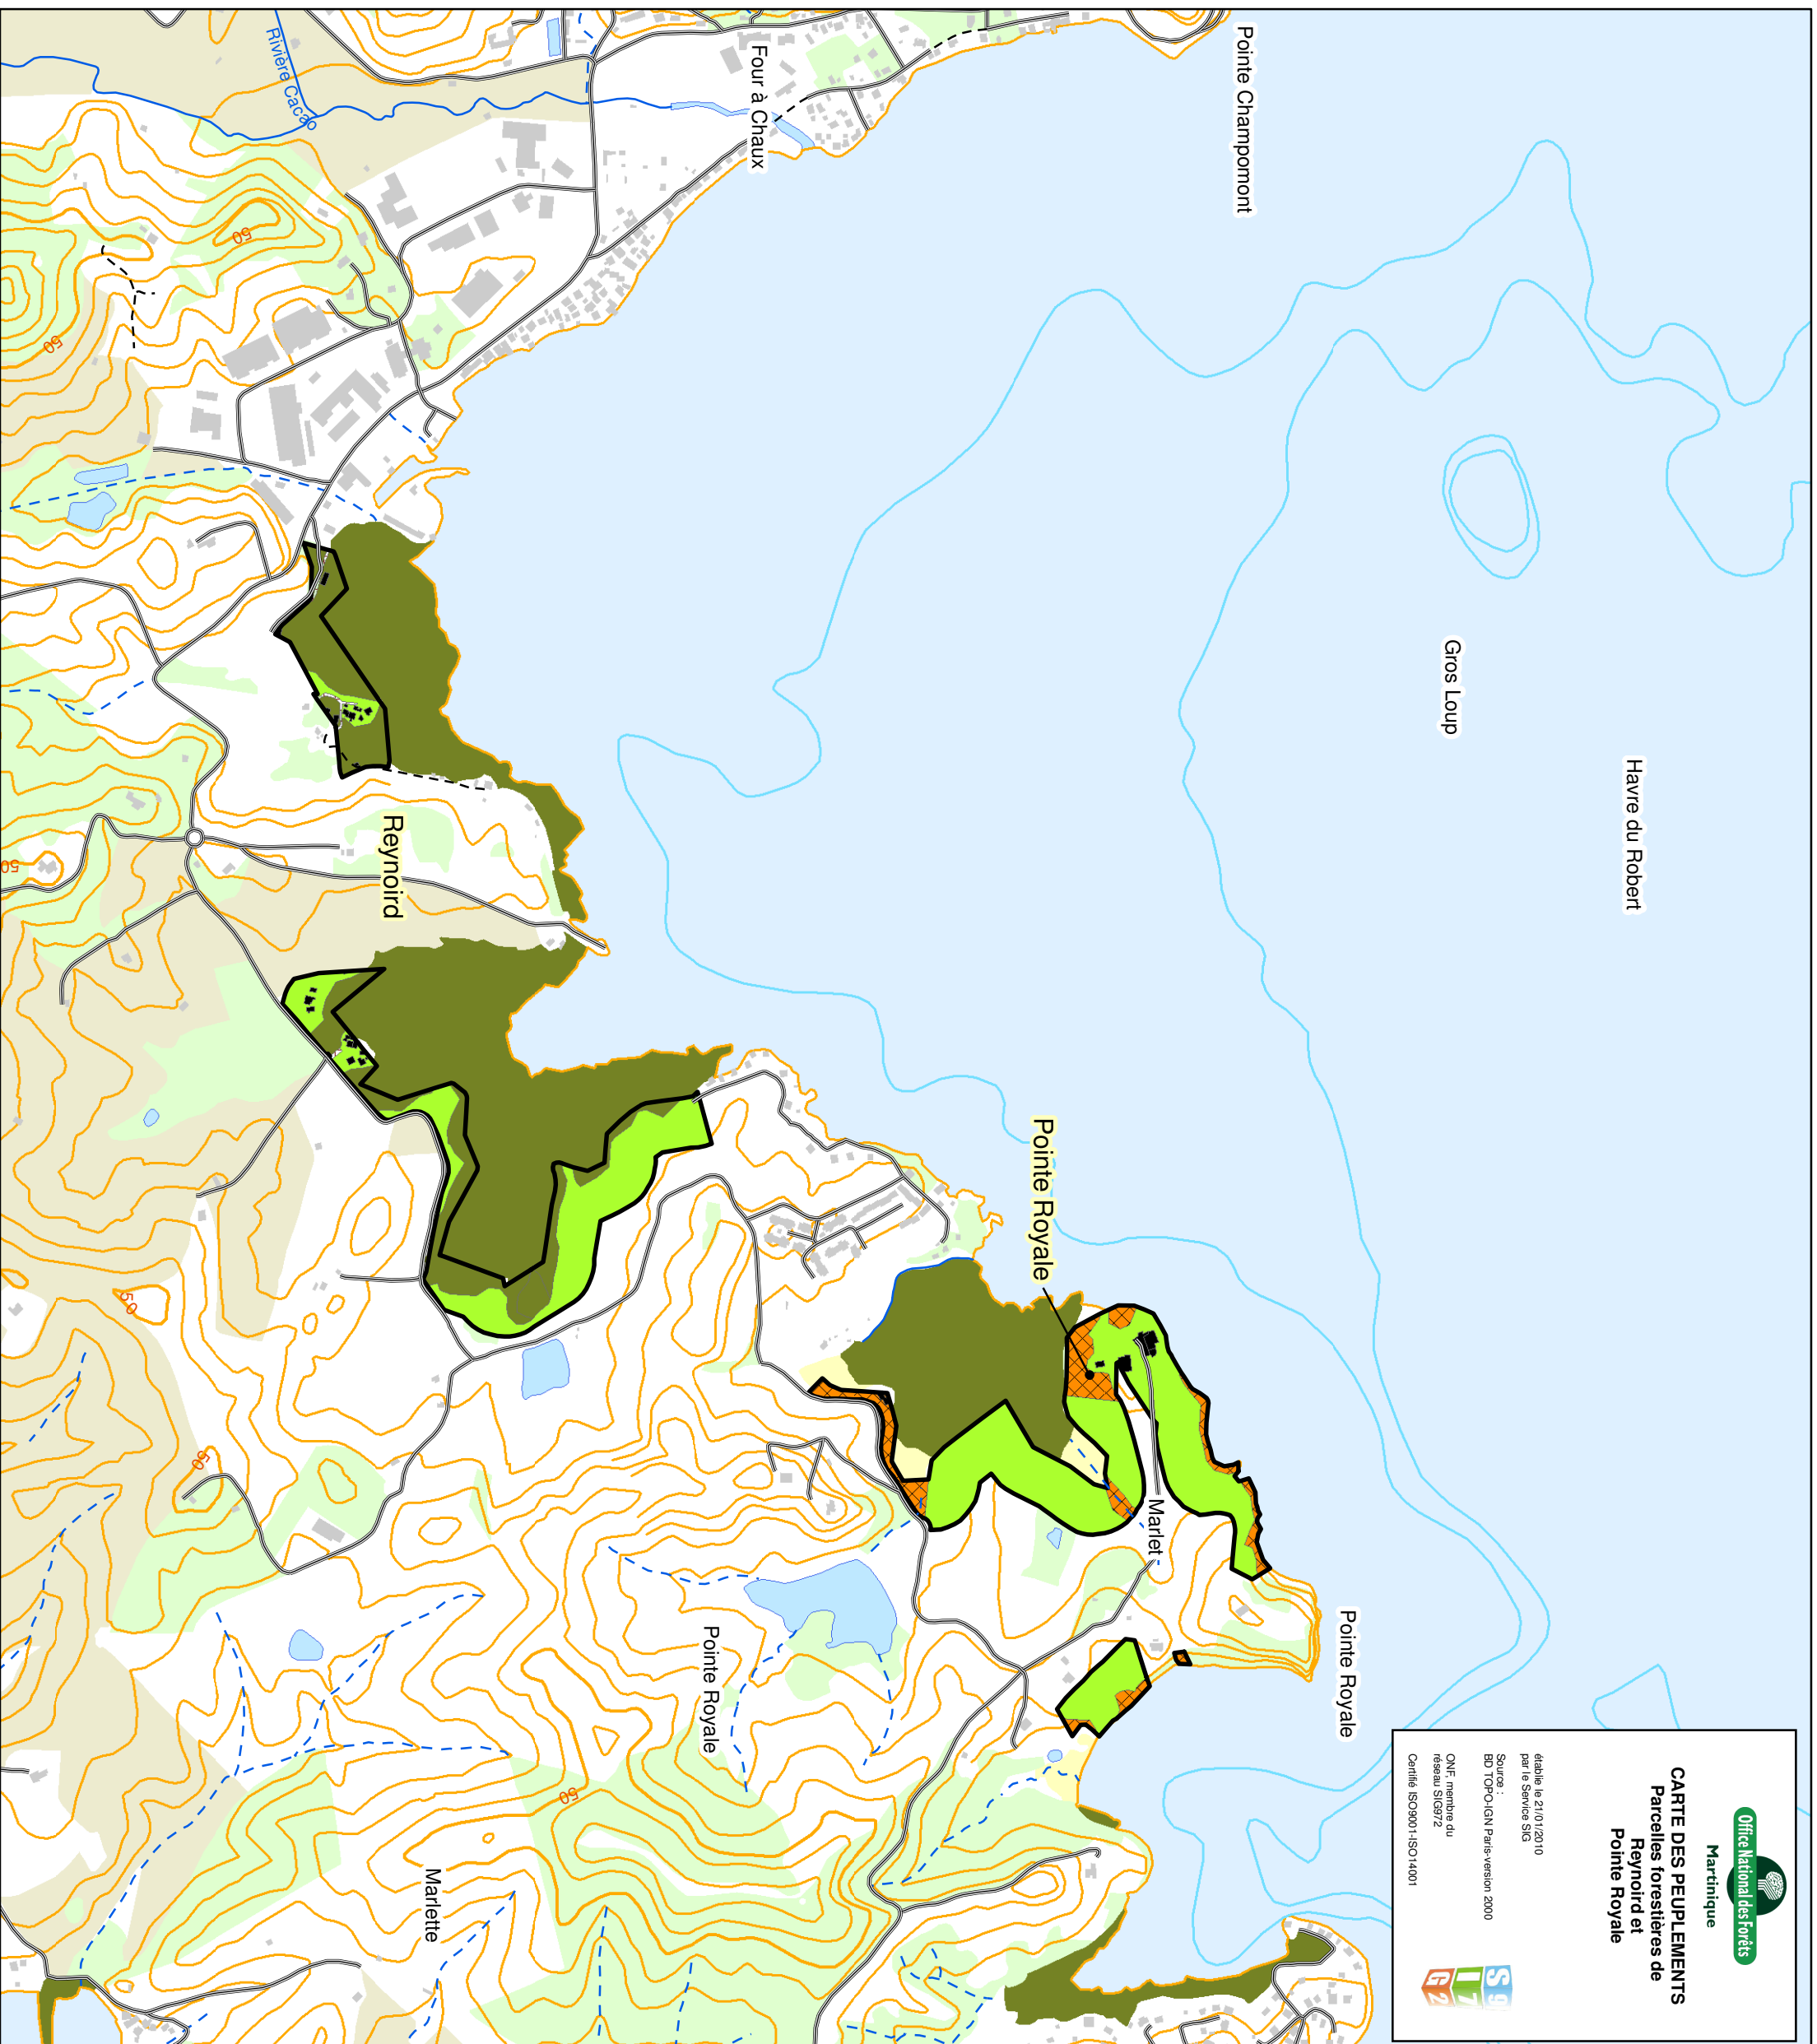 Office National des Forêts
Martinique
CARTE DES PEUPLEMENTS
Parcelles forestières de
Reynoird et
Pointe Royale
établie le 21/01/2010
par le Service SIG
Source :
BD TOPO-IGN Paris-version 2000
ONF, membre du
réseau SIG972
Certifié ISO9001-ISO14001
Havre du Robert
Gros Loup
Pointe Champomont
Pointe Royale
Marlet
Pointe Royale
Four à Chaux
Pointe Royale
Marlette
Reynoird
Rivière Cacao
50
50
50
50
50
50